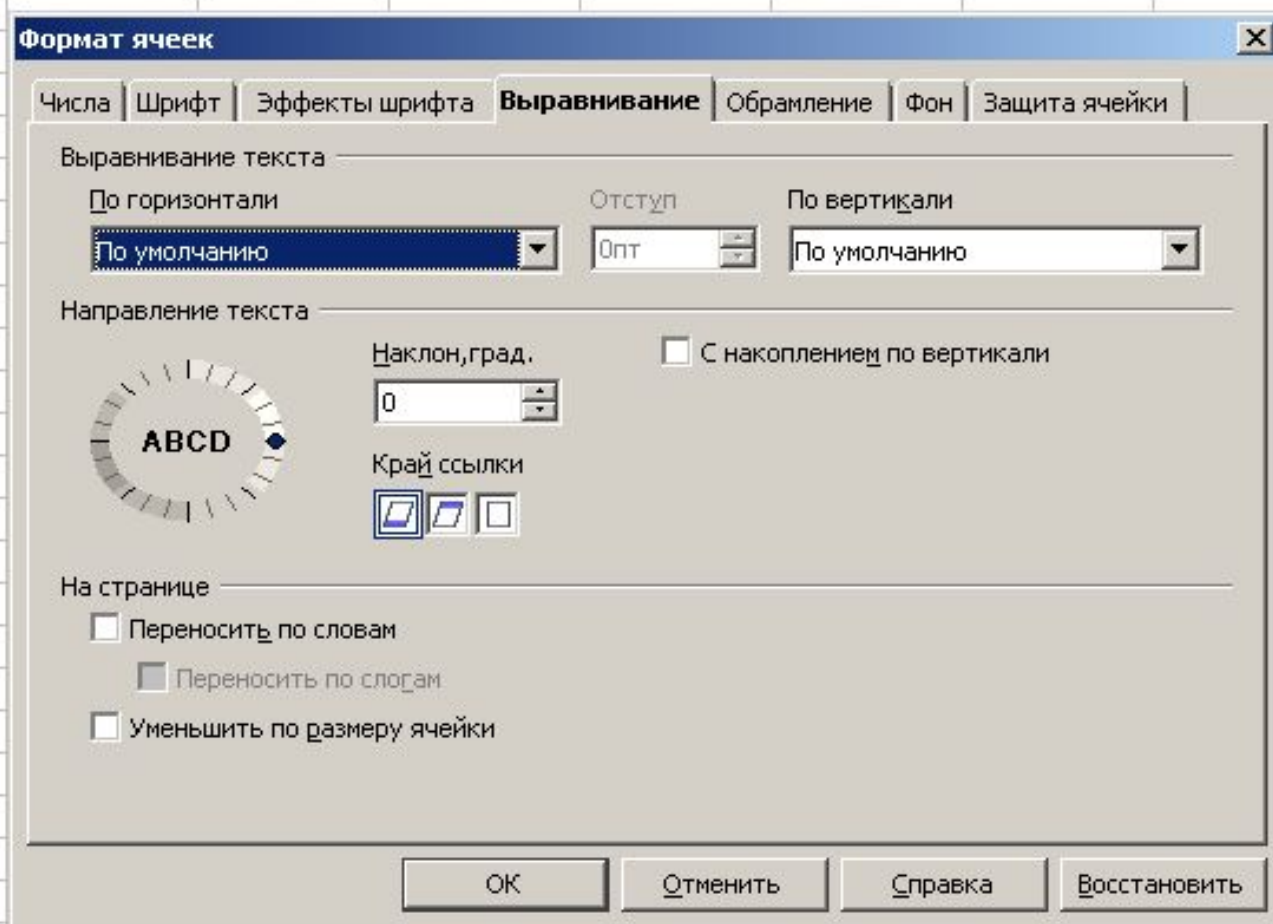 Формат ячеек
Числа Шрифт Эффекты шрифта Выравнивание Обрамление Фон Защита ячейки
Выравнивание текста
По горизонтали Отступ По вертикали
По умолчанию 0пт По умолчанию
Направление текста
Наклон,град. С накоплением по вертикали
0
ABCD
Край ссылки
На странице
Переносить по словам
Переносить по слогам
Уменьшить по размеру ячейки
ОК Отменить Справка Восстановить